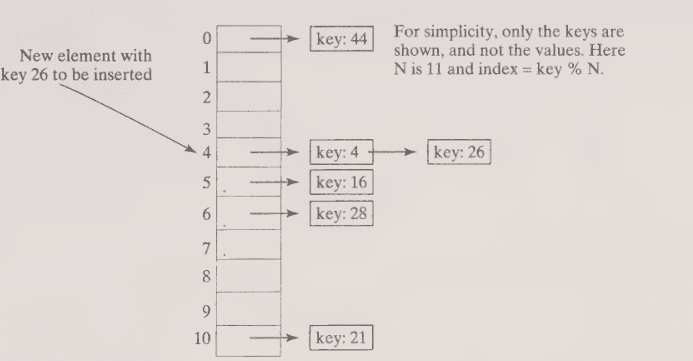 For simplicity, only the keys are
shown, and not the values. Here
N is 11 and index = key % N.
New element with
key 26 to be inserted
0 key: 44
1
2
3
4 key: 4 key: 26
5 key: 16
6 key: 28
7
8
9
10 key: 21